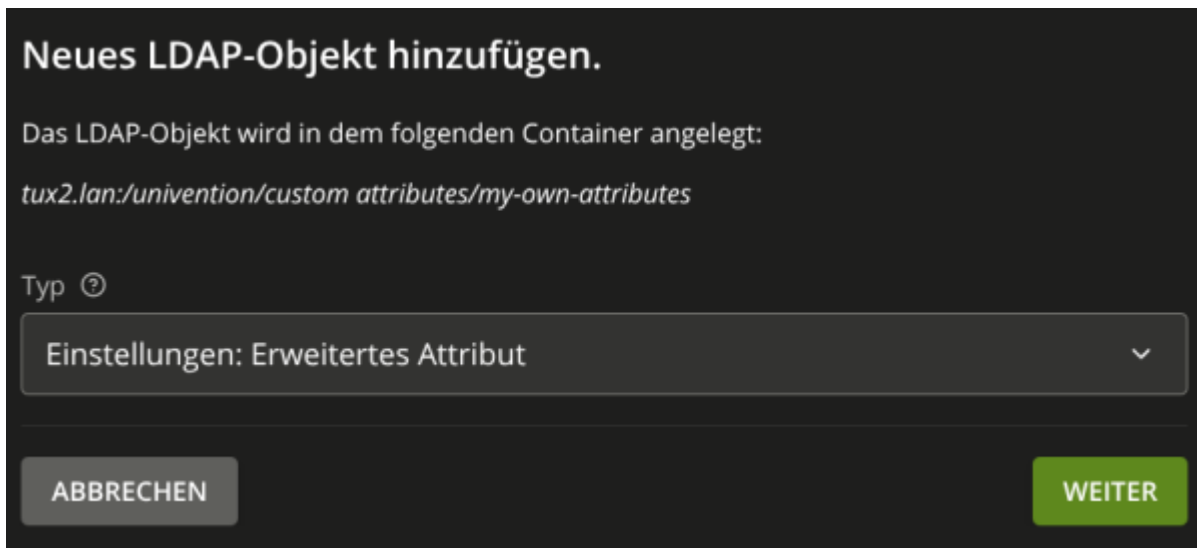 Neues LDAP-Objekt hinzufügen.
Das LDAP-Objekt wird in dem folgenden Container angelegt:
tux2.lan:/univention/custom attributes/my-own-attributes
Typ ?
Einstellungen: Erweitertes Attribut
ABBRECHEN
WEITER